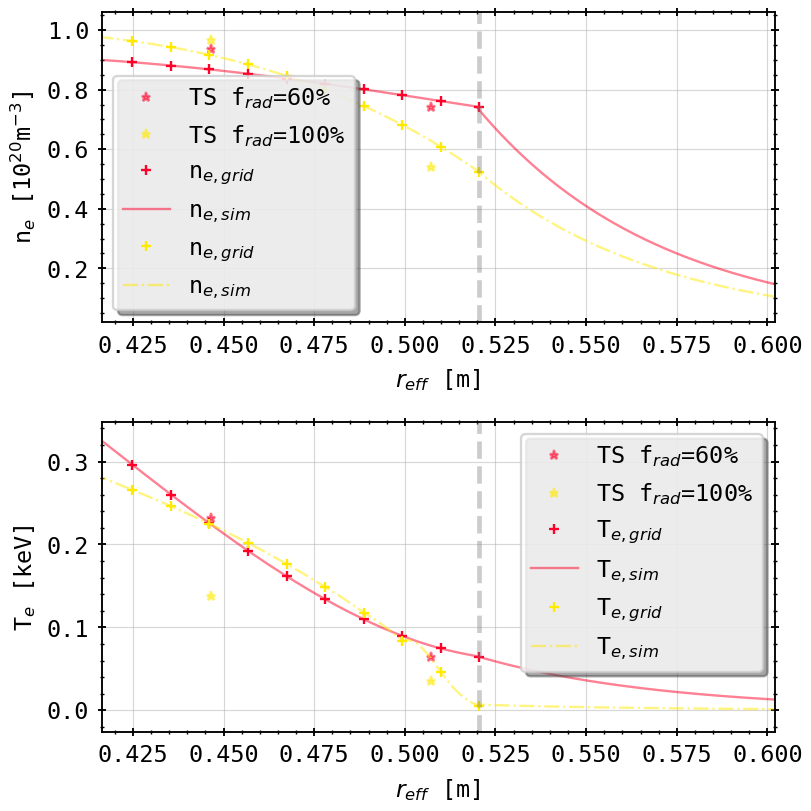 1.0
0.8
0.6
0.4
0.2
n_e [10^20 m^-3]
TS f_rad=60%
TS f_rad=100%
n_e,grid
n_e,sim
n_e,grid
n_e,sim
0.425 0.450 0.475 0.500 0.525 0.550 0.575 0.600
r_eff [m]
0.3
0.2
0.1
0.0
T_e [keV]
TS f_rad=60%
TS f_rad=100%
T_e,grid
T_e,sim
T_e,grid
T_e,sim
0.425 0.450 0.475 0.500 0.525 0.550 0.575 0.600
r_eff [m]